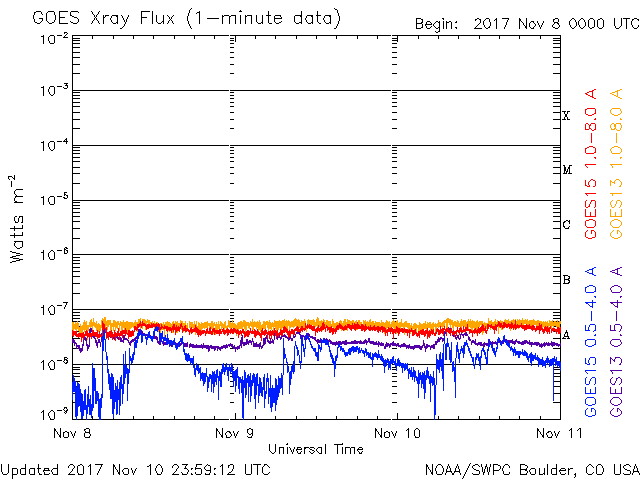 GOES Xray Flux (1-minute data)
Begin: 2017 Nov 8 0000 UTC
10⁻²
10⁻³
10⁻⁴
10⁻⁵
10⁻⁶
10⁻⁷
10⁻⁸
10⁻⁹
Watts m⁻²
X
M
C
B
A
GOES15 1.0-8.0 A
GOES13 1.0-8.0 A
GOES15 0.5-4.0 A
GOES13 0.5-4.0 A
Nov 8
Nov 9
Nov 10
Nov 11
Universal Time
Updated 2017 Nov 10 23:59:12 UTC
NOAA/SWPC Boulder, CO USA